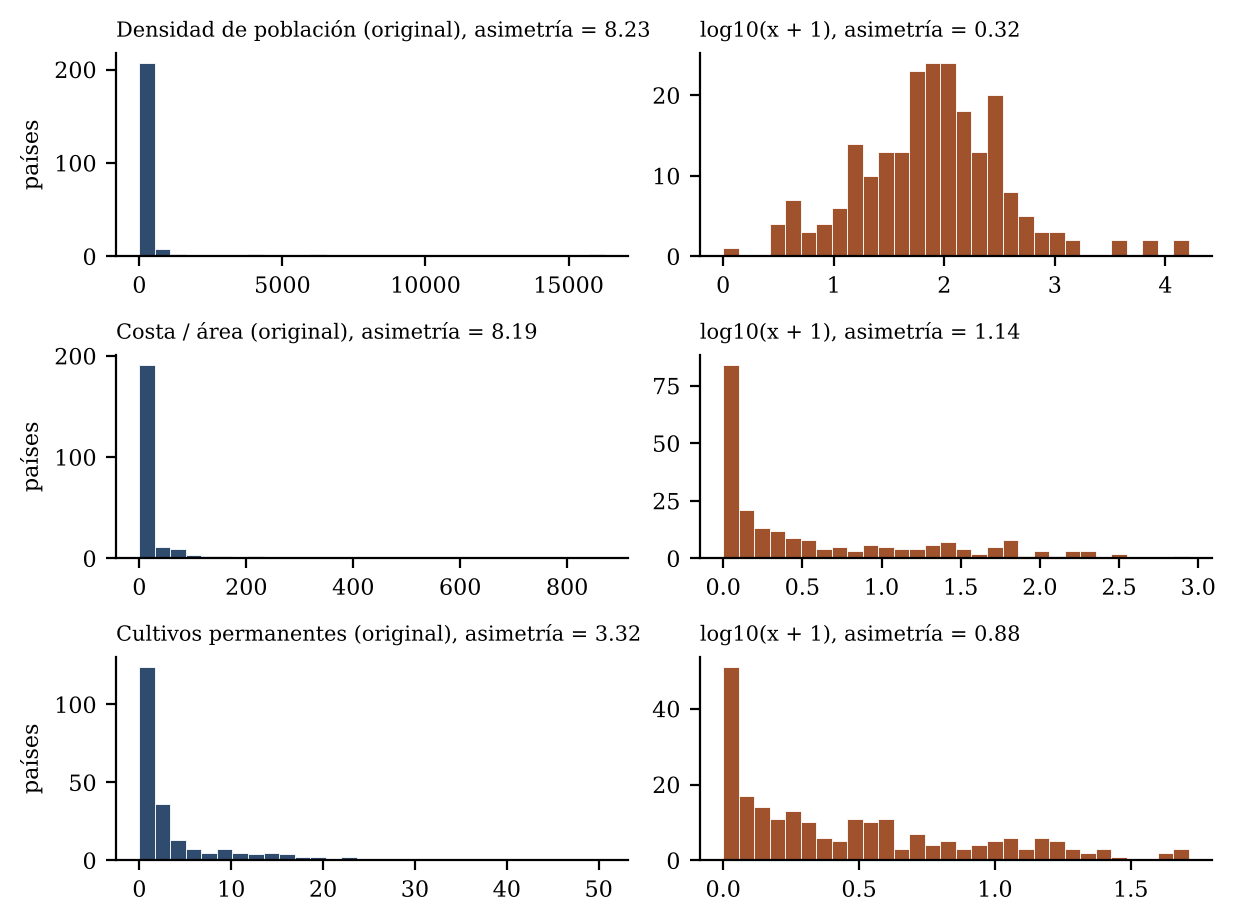 Densidad de población (original), asimetría = 8.23
log10(x + 1), asimetría = 0.32
países
200
100
0
0 5000 10000 15000
20
10
0
0 1 2 3 4
Costa / área (original), asimetría = 8.19
log10(x + 1), asimetría = 1.14
países
200
100
0
0 200 400 600 800
75
50
25
0
0.0 0.5 1.0 1.5 2.0 2.5 3.0
Cultivos permanentes (original), asimetría = 3.32
log10(x + 1), asimetría = 0.88
países
100
50
0
0 10 20 30 40 50
40
20
0
0.0 0.5 1.0 1.5